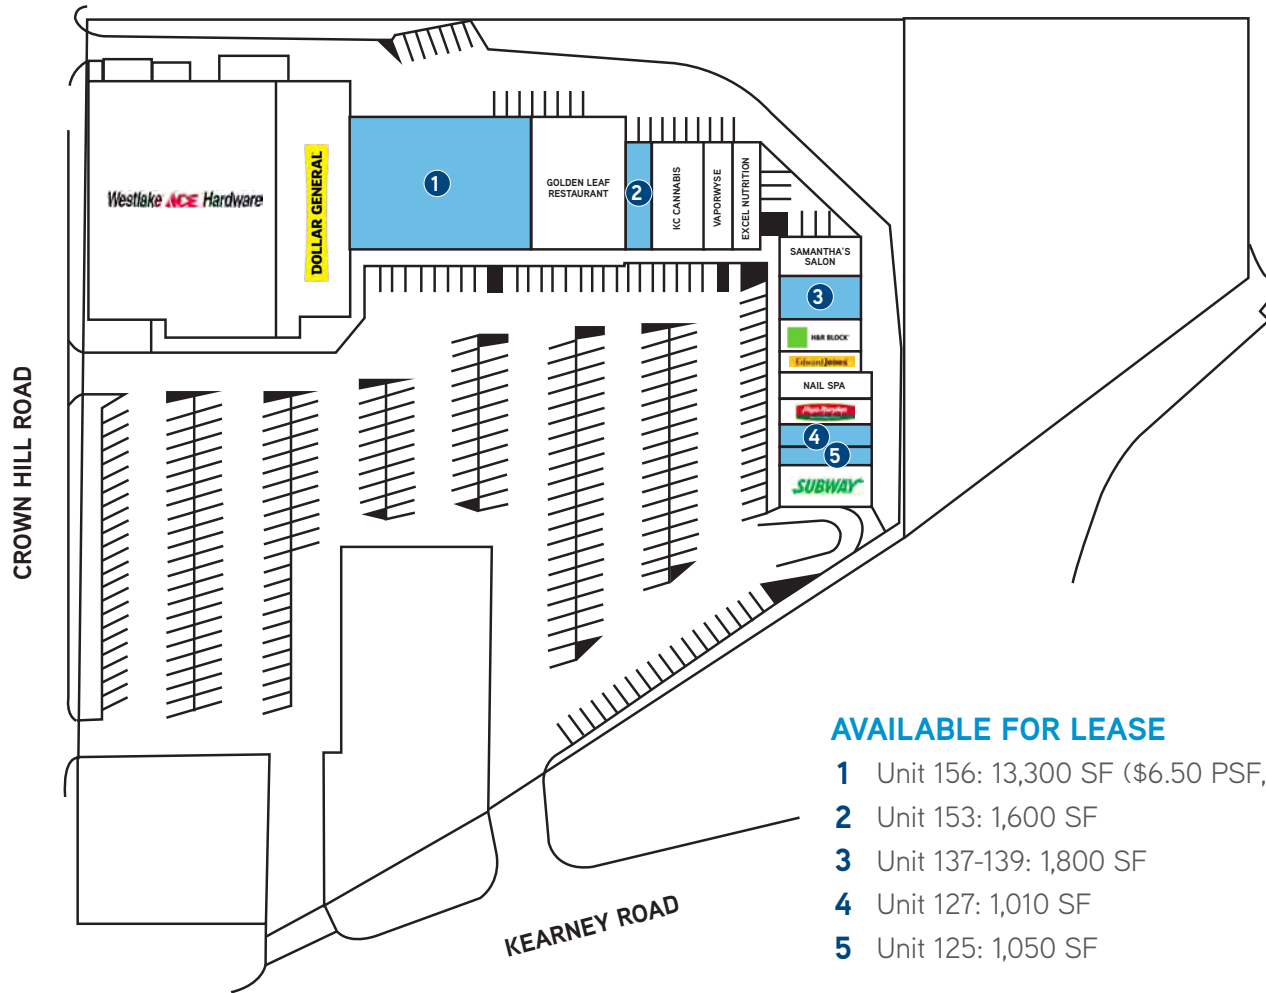 Westlake ACE Hardware
DOLLAR GENERAL
1
GOLDEN LEAF
RESTAURANT
2
KC CANNABIS
VAPORWYSE
EXCEL NUTRITION
SAMANTHA'S
SALON
3
H&R BLOCK
Edward Jones
NAIL SPA
Papa Murphy's
4
5
SUBWAY
CROWN HILL ROAD
KEARNEY ROAD
AVAILABLE FOR LEASE
1 Unit 156: 13,300 SF ($6.50 PSF,
2 Unit 153: 1,600 SF
3 Unit 137-139: 1,800 SF
4 Unit 127: 1,010 SF
5 Unit 125: 1,050 SF